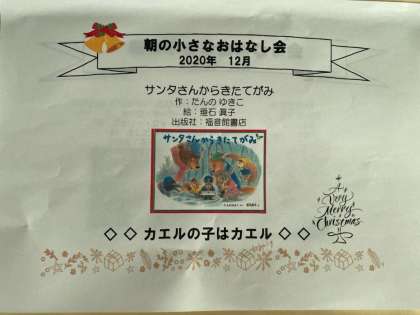 朝の小さなおはなし会
2020年 12月
サンタさんからきたてがみ
作：たんの ゆきこ
絵：垂石 眞子
出版社：福音館書店
サンタさんからきたてがみ
A
Very
Merry
Christmas
◇ ◇ カエルの子はカエル ◇ ◇